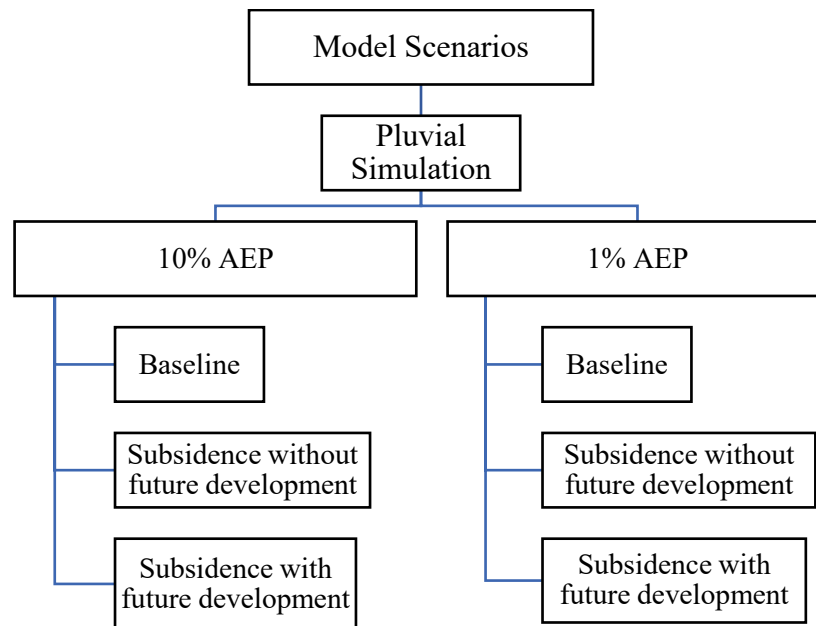 Model Scenarios
Pluvial
Simulation
10% AEP
1% AEP
Baseline
Baseline
Subsidence without
future development
Subsidence without
future development
Subsidence with
future development
Subsidence with
future development